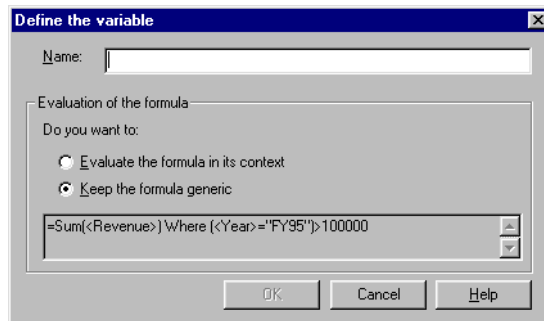 Define the variable
Name:
Evaluation of the formula
Do you want to:
Evaluate the formula in its context
Keep the formula generic
=Sum(<Revenue>) Where (<Year>="FY95")>100000
OK Cancel Help